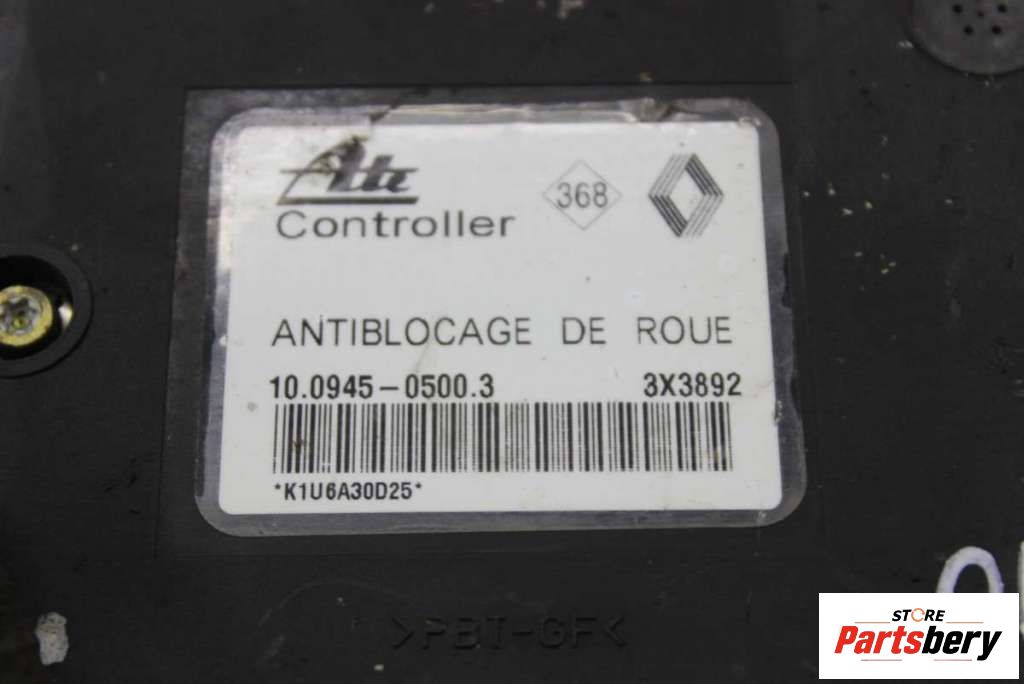 Ate
368
Controller
ANTIBLOCAGE DE ROUE
10.0945-0500.3 3X3892
*K1U6A30D25*
>PBT-GF<
STORE
Partsbery